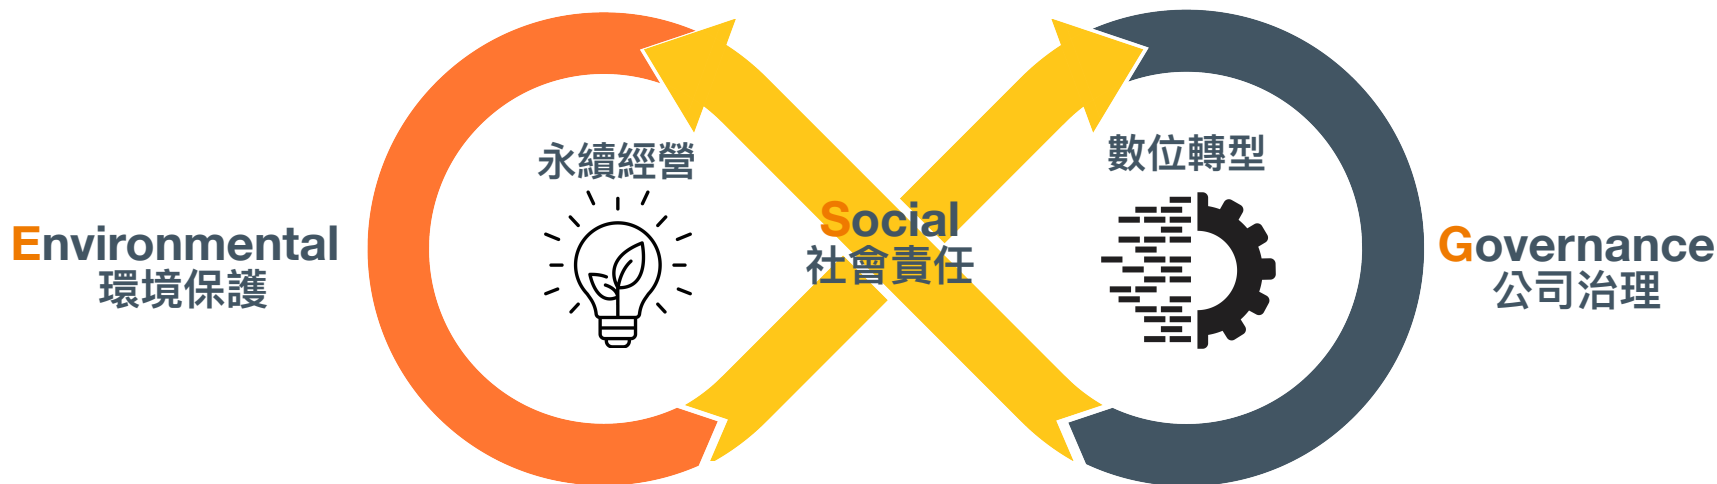 Environmental
環境保護
永續經營
Social
社會責任
數位轉型
Governance
公司治理